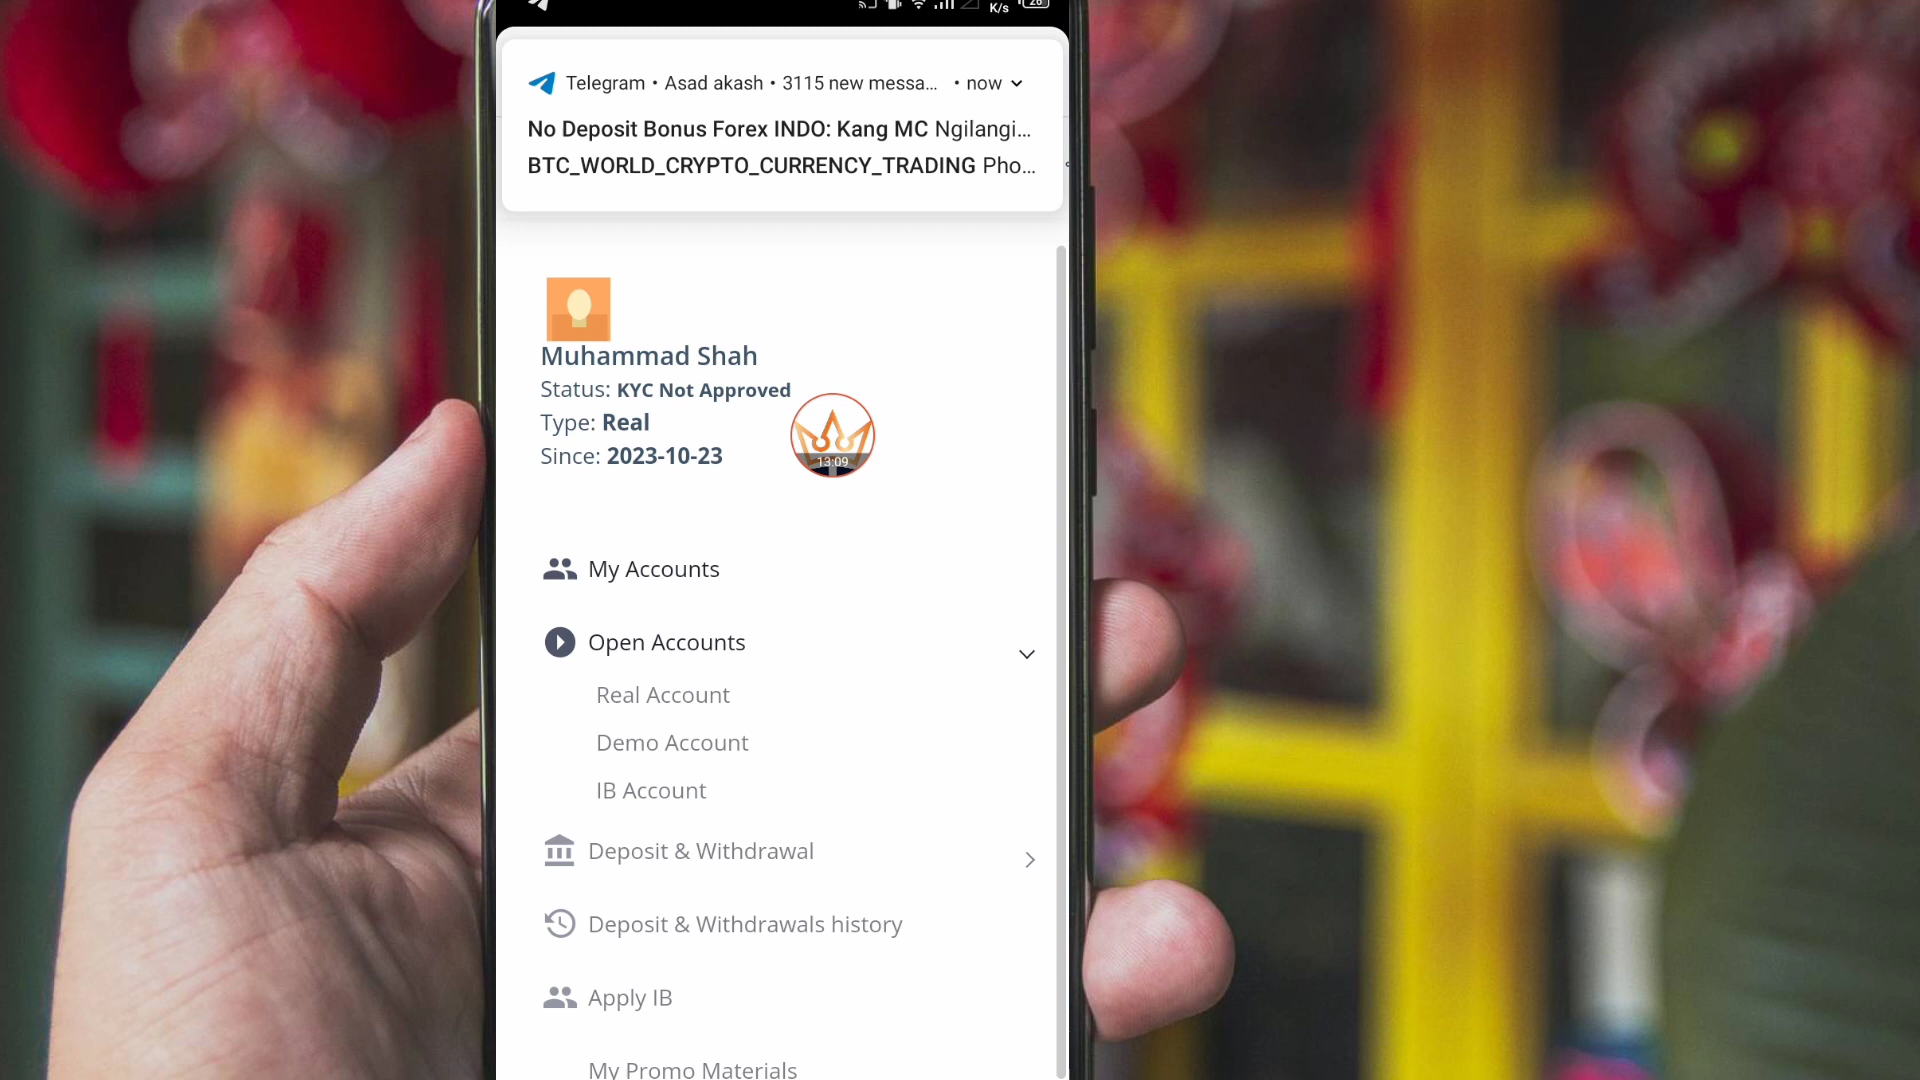 K/s 26
Telegram • Asad akash • 3115 new messa... • now
No Deposit Bonus Forex INDO: Kang MC Ngilangi...
BTC_WORLD_CRYPTO_CURRENCY_TRADING Pho...
Muhammad Shah
Status: KYC Not Approved
Type: Real
Since: 2023-10-23
13:09
My Accounts
Open Accounts
Real Account
Demo Account
IB Account
Deposit & Withdrawal
Deposit & Withdrawals history
Apply IB
My Promo Materials